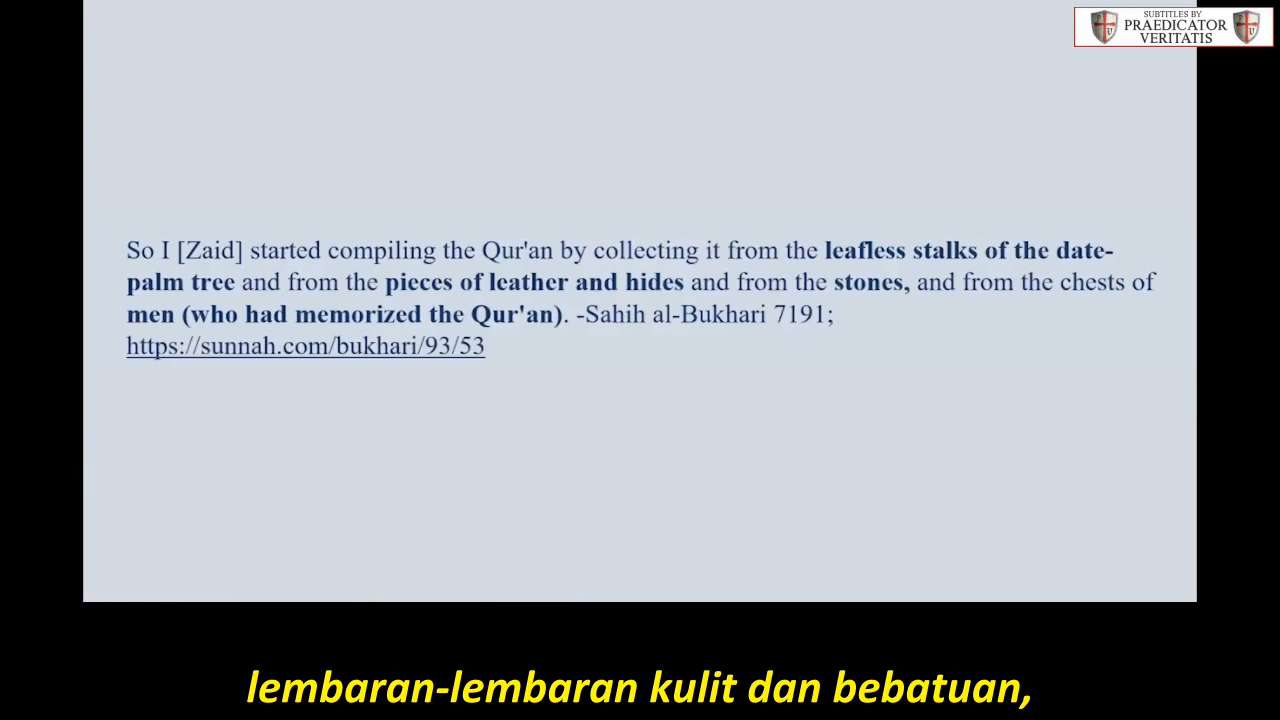 SUBTITLES BY
PRAEDICATOR
VERITATIS
So I [Zaid] started compiling the Qur'an by collecting it from the leafless stalks of the date-
palm tree and from the pieces of leather and hides and from the stones, and from the chests of
men (who had memorized the Qur'an). -Sahih al-Bukhari 7191;
https://sunnah.com/bukhari/93/53
lembaran-lembaran kulit dan bebatuan,